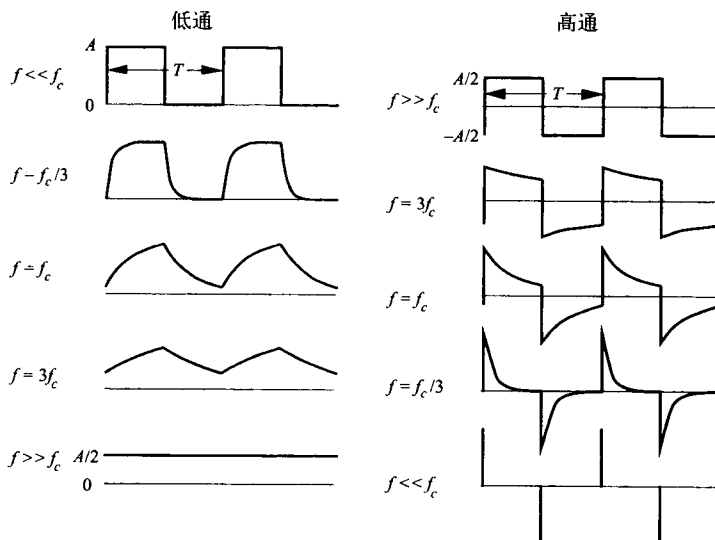 低通
A
f<<f_c
T
0
f-f_c/3
f=f_c
f=3f_c
f>>f_c
A/2
0
高通
A/2
f>>f_c
T
-A/2
f=3f_c
f=f_c
f=f_c/3
f<<f_c